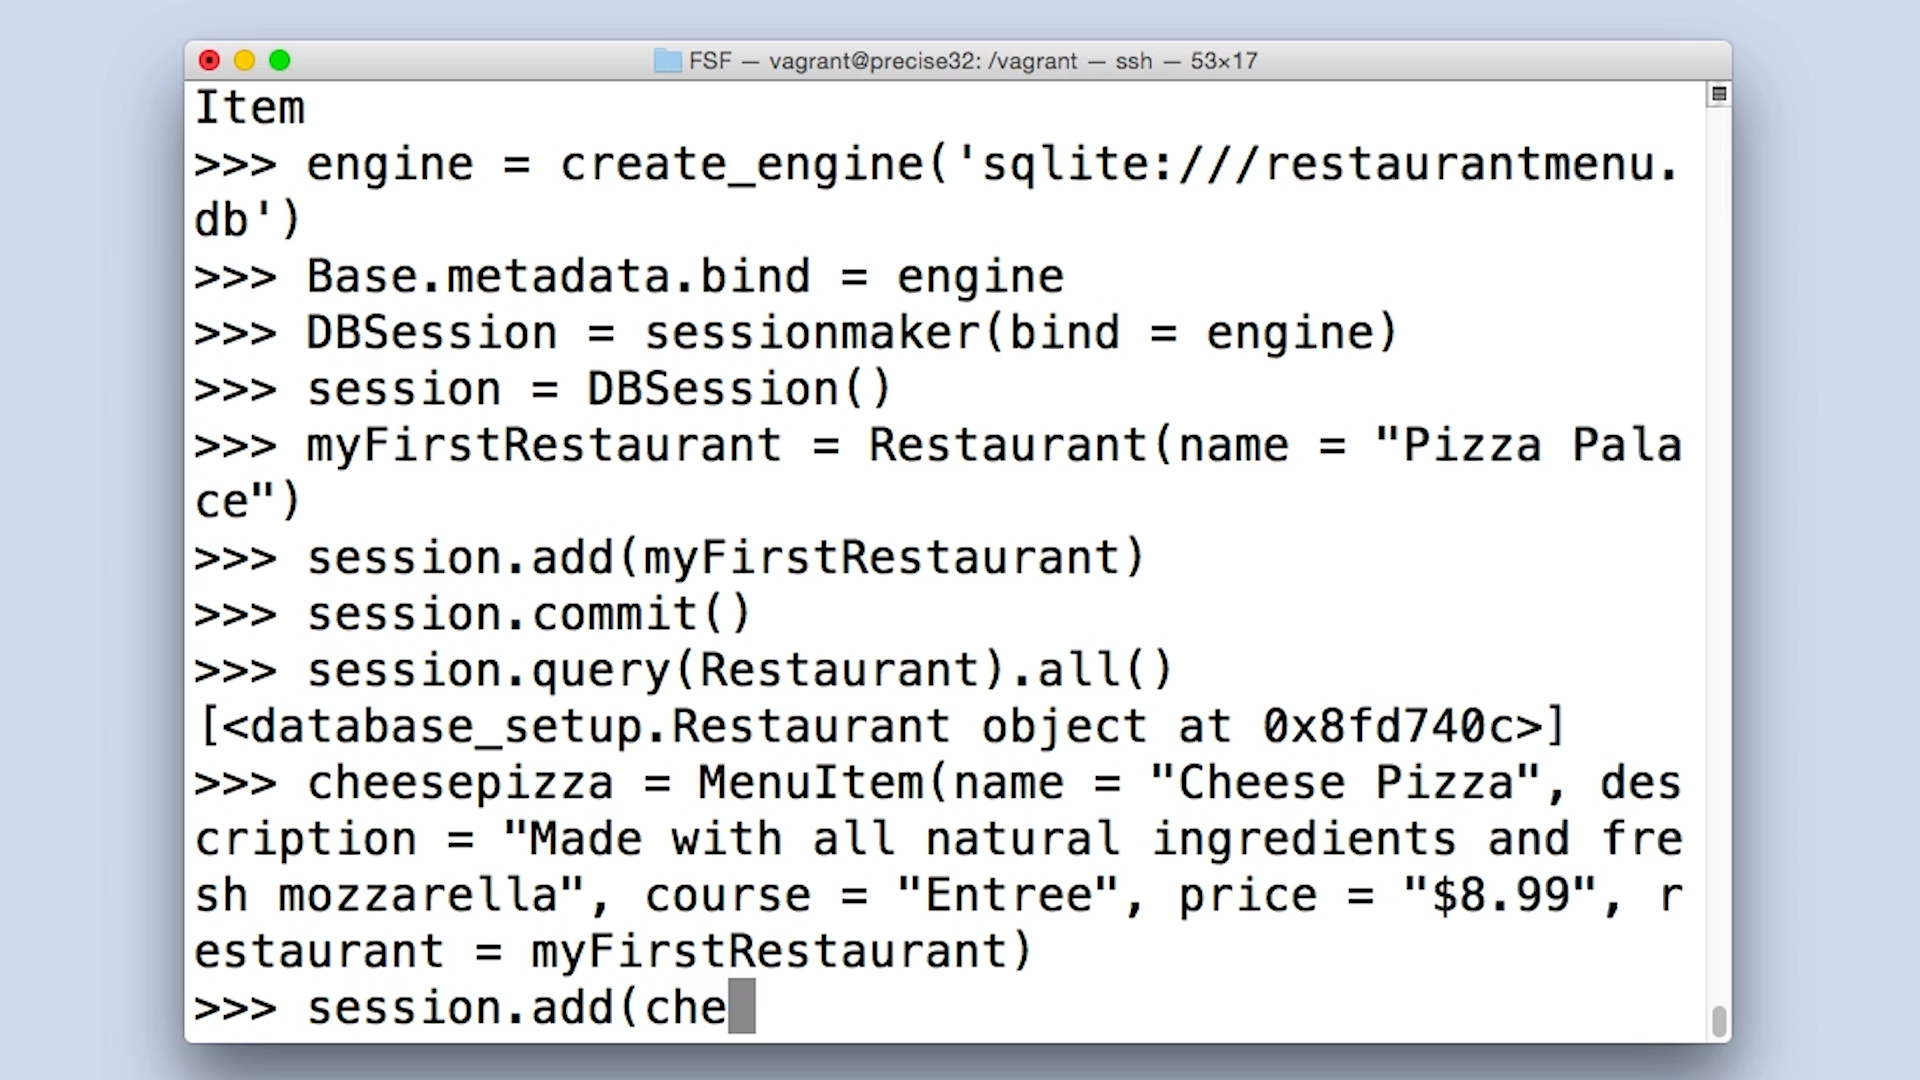 FSF — vagrant@precise32: /vagrant — ssh — 53×17
Item
>>> engine = create_engine('sqlite:///restaurantmenu.
db')
>>> Base.metadata.bind = engine
>>> DBSession = sessionmaker(bind = engine)
>>> session = DBSession()
>>> myFirstRestaurant = Restaurant(name = "Pizza Pala
ce")
>>> session.add(myFirstRestaurant)
>>> session.commit()
>>> session.query(Restaurant).all()
[<database_setup.Restaurant object at 0x8fd740c>]
>>> cheesepizza = MenuItem(name = "Cheese Pizza", des
cription = "Made with all natural ingredients and fre
sh mozzarella", course = "Entree", price = "$8.99", r
estaurant = myFirstRestaurant)
>>> session.add(che